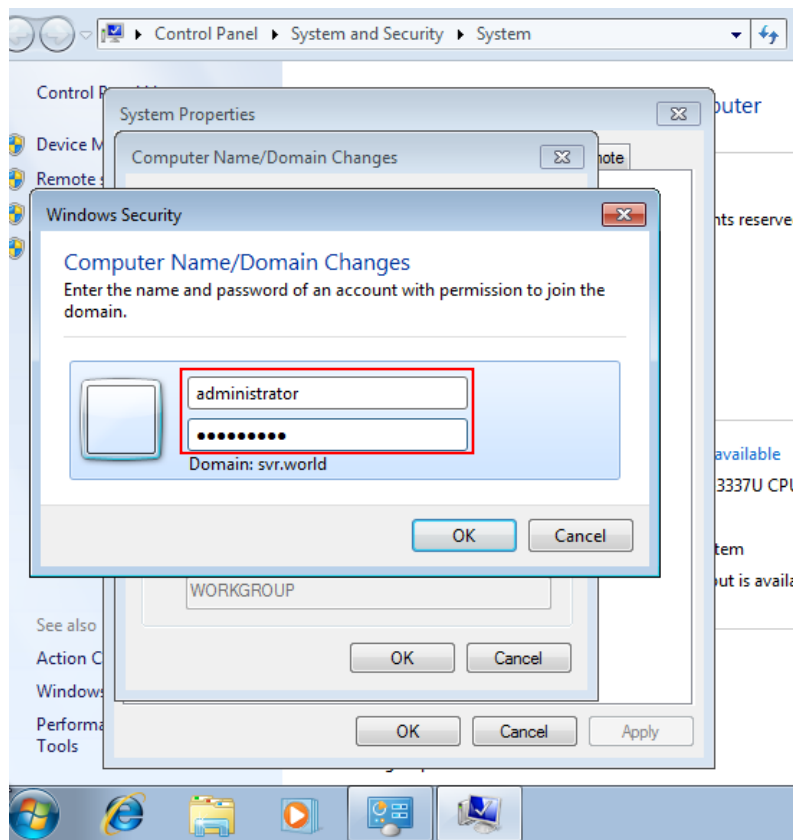 Control Panel System and Security System
Control P
puter
System Properties
Device M
Computer Name/Domain Changes
note
Remote s
Windows Security
hts reserve
Computer Name/Domain Changes
Enter the name and password of an account with permission to join the
domain.
administrator
●●●●●●●●●
Domain: svr.world
available
3337U CPU
OK Cancel
tem
out is availa
WORKGROUP
See also
Action C
OK Cancel
Windows
Performa
Tools
OK Cancel Apply